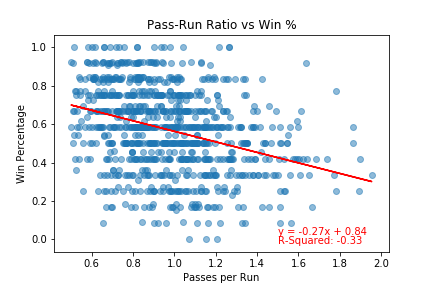 Pass-Run Ratio vs Win %
Win Percentage
1.0
0.8
0.6
0.4
0.2
0.0
y = -0.27x + 0.84
R-Squared: -0.33
0.6 0.8 1.0 1.2 1.4 1.6 1.8 2.0
Passes per Run